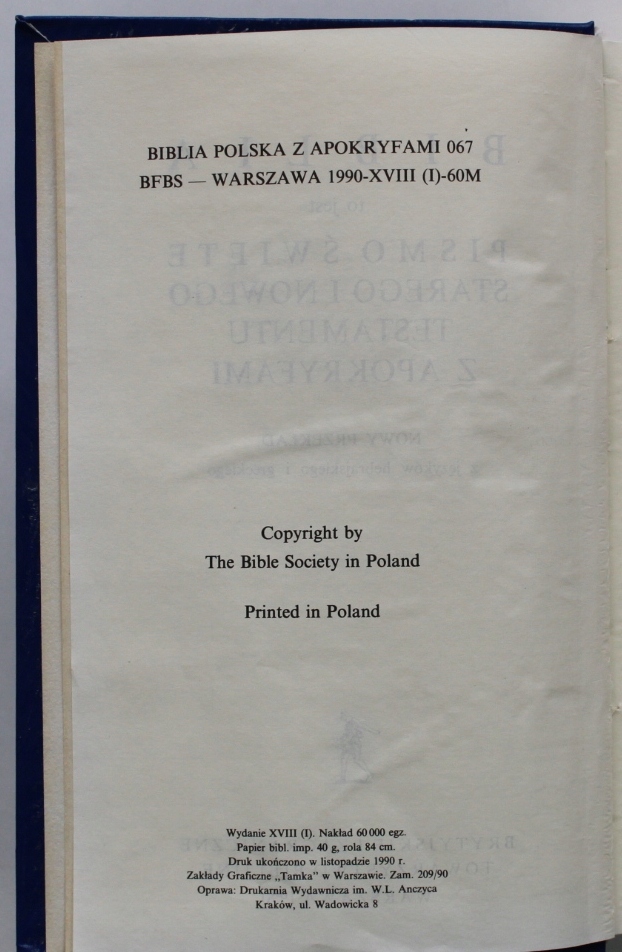 BIBLIA POLSKA Z APOKRYFAMI 067
BFBS — WARSZAWA 1990-XVIII (I)-60M
Copyright by
The Bible Society in Poland
Printed in Poland
Wydanie XVIII (I). Nakład 60 000 egz.
Papier bibl. imp. 40 g, rola 84 cm.
Druk ukończono w listopadzie 1990 r.
Zakłady Graficzne „Tamka” w Warszawie. Zam. 209/90
Oprawa: Drukarnia Wydawnicza im. W.L. Anczyca
Kraków, ul. Wadowicka 8